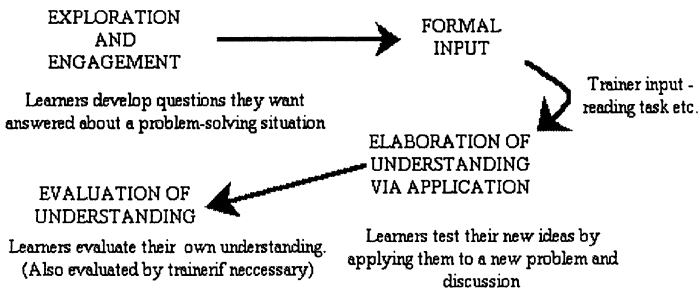 EXPLORATION
AND
ENGAGEMENT
Learners develop questions they want
answered about a problem-solving situation
FORMAL
INPUT
Trainer input -
reading task etc.
ELABORATION OF
UNDERSTANDING
VIA APPLICATION
Learners test their new ideas by
applying them to a new problem and
discussion
EVALUATION OF
UNDERSTANDING
Learners evaluate their own understanding.
(Also evaluated by trainerif neccessary)